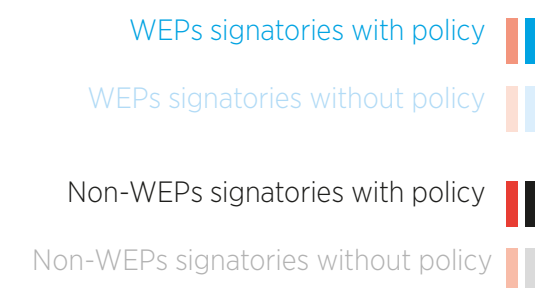 WEPs signatories with policy
WEPs signatories without policy
Non-WEPs signatories with policy
Non-WEPs signatories without policy